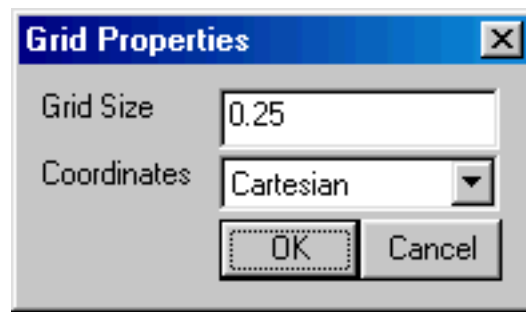 Grid Properties
Grid Size 0.25
Coordinates Cartesian
OK Cancel